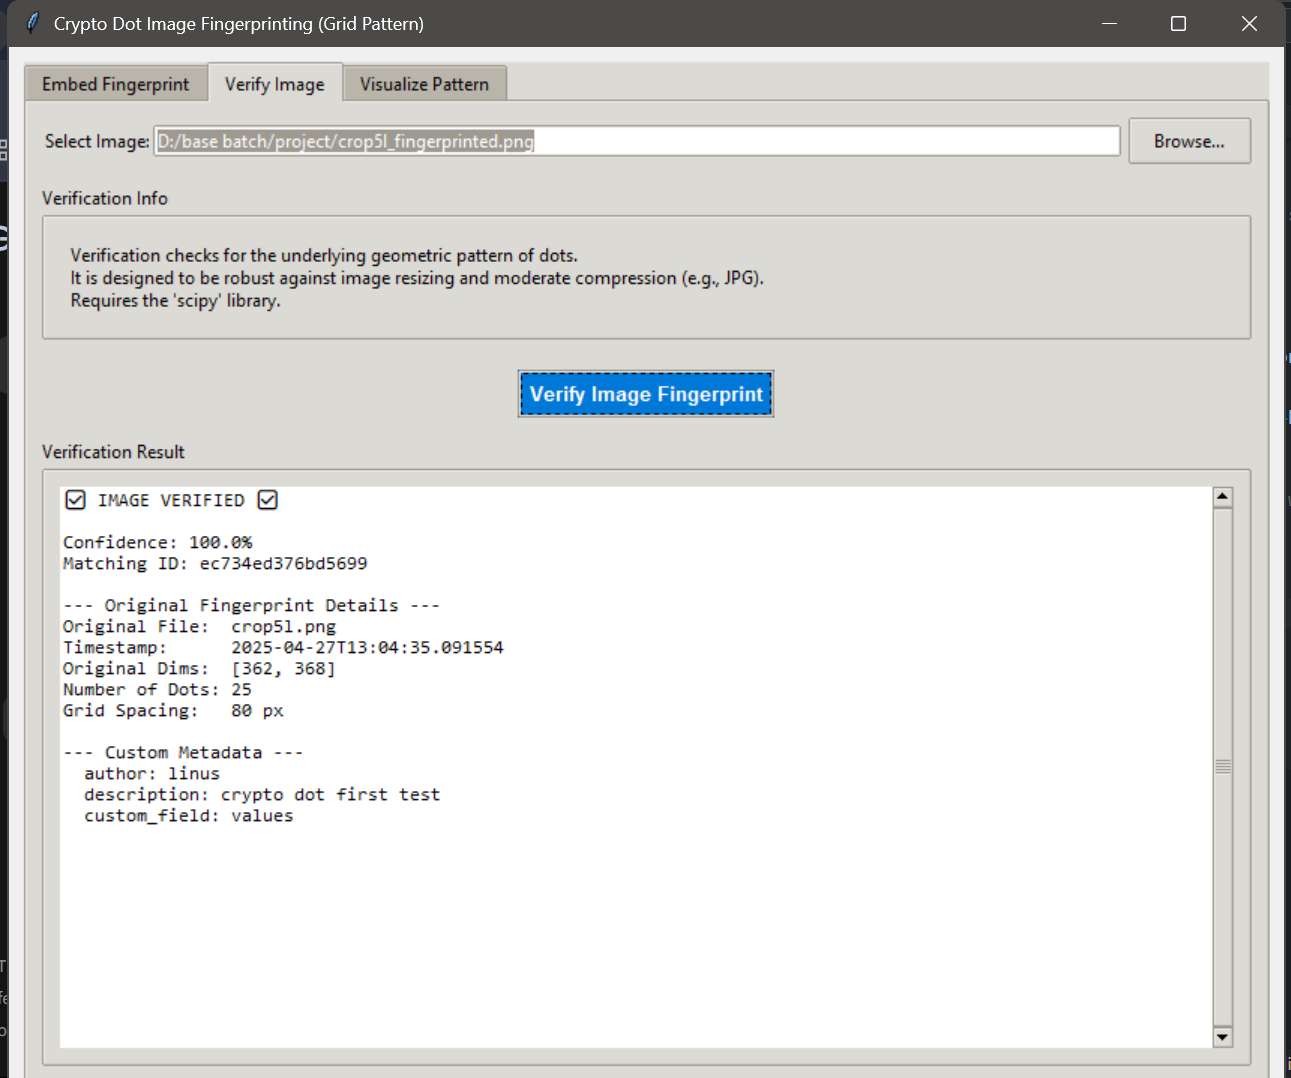 Crypto Dot Image Fingerprinting (Grid Pattern)
Embed Fingerprint
Verify Image
Visualize Pattern
Select Image: D:/base batch/project/crop5l_fingerprinted.png
Browse...
Verification Info
Verification checks for the underlying geometric pattern of dots.
It is designed to be robust against image resizing and moderate compression (e.g., JPG).
Requires the 'scipy' library.
Verify Image Fingerprint
Verification Result
☑ IMAGE VERIFIED ☑
Confidence: 100.0%
Matching ID: ec734ed376bd5699
--- Original Fingerprint Details ---
Original File: crop5l.png
Timestamp: 2025-04-27T13:04:35.091554
Original Dims: [362, 368]
Number of Dots: 25
Grid Spacing: 80 px
--- Custom Metadata ---
author: linus
description: crypto dot first test
custom_field: values